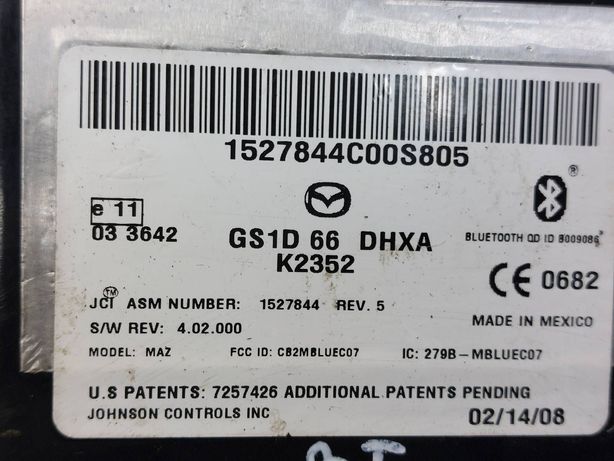 1527844C00S805
e 11
03 3642
GS1D 66 DHXA
K2352
BLUETOOTH QD ID B009086
CE 0682
JCI™ ASM NUMBER: 1527844 REV. 5
S/W REV: 4.02.000
MADE IN MEXICO
MODEL: MAZ FCC ID: CB2MBLUEC07 IC: 279B-MBLUEC07
U.S PATENTS: 7257426 ADDITIONAL PATENTS PENDING
JOHNSON CONTROLS INC 02/14/08